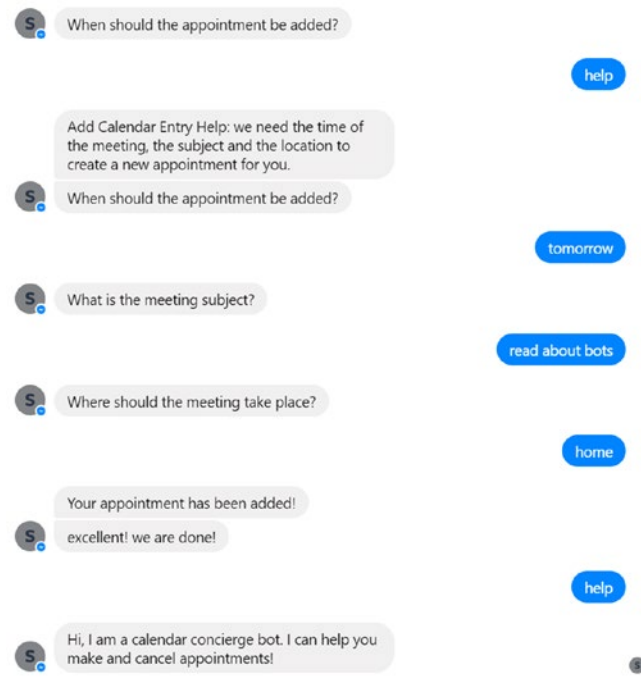 S When should the appointment be added?
help
Add Calendar Entry Help: we need the time of
the meeting, the subject and the location to
create a new appointment for you.
S When should the appointment be added?
tomorrow
S What is the meeting subject?
read about bots
S Where should the meeting take place?
home
Your appointment has been added!
S excellent! we are done!
help
Hi, I am a calendar concierge bot. I can help you
S make and cancel appointments!
S